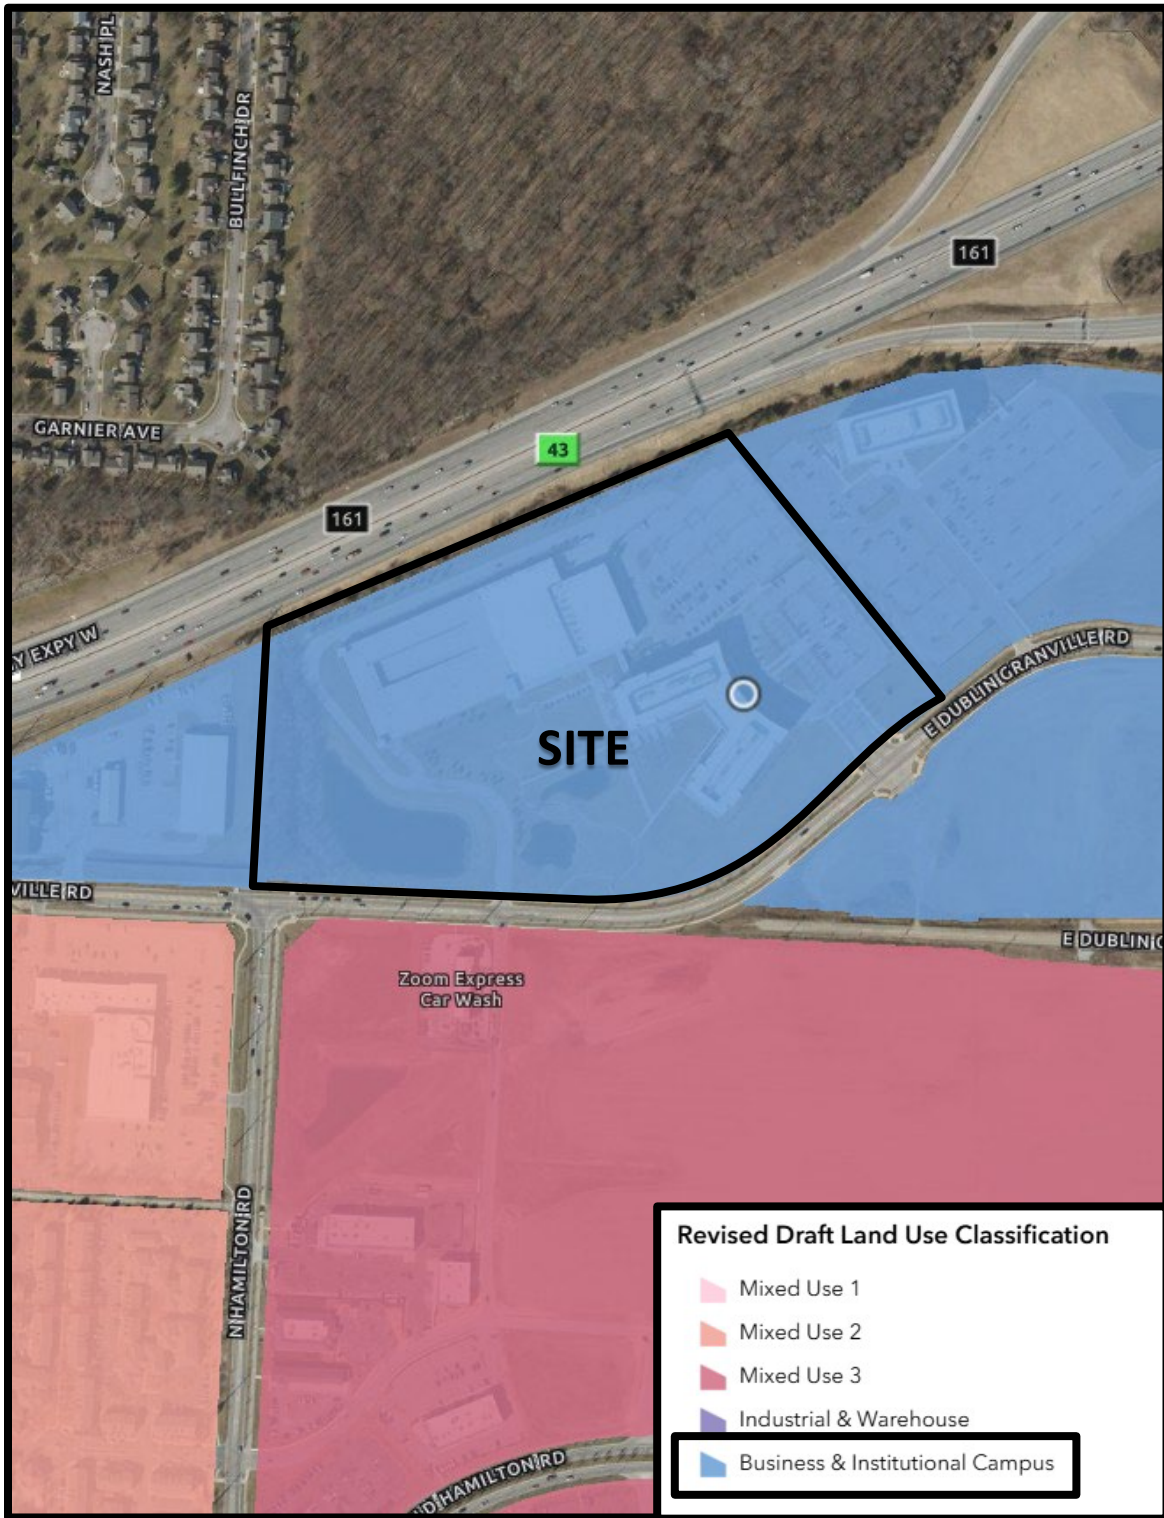 NASH PL
BULLFINCH DR
161
GARNIER AVE
43
161
Y EXPY W
E DUBLIN GRANVILLE RD
SITE
VILLE RD
E DUBLIN G
Zoom Express
Car Wash
N HAMILTON RD
D HAMILTON RD
Revised Draft Land Use Classification
Mixed Use 1
Mixed Use 2
Mixed Use 3
Industrial & Warehouse
Business & Institutional Campus